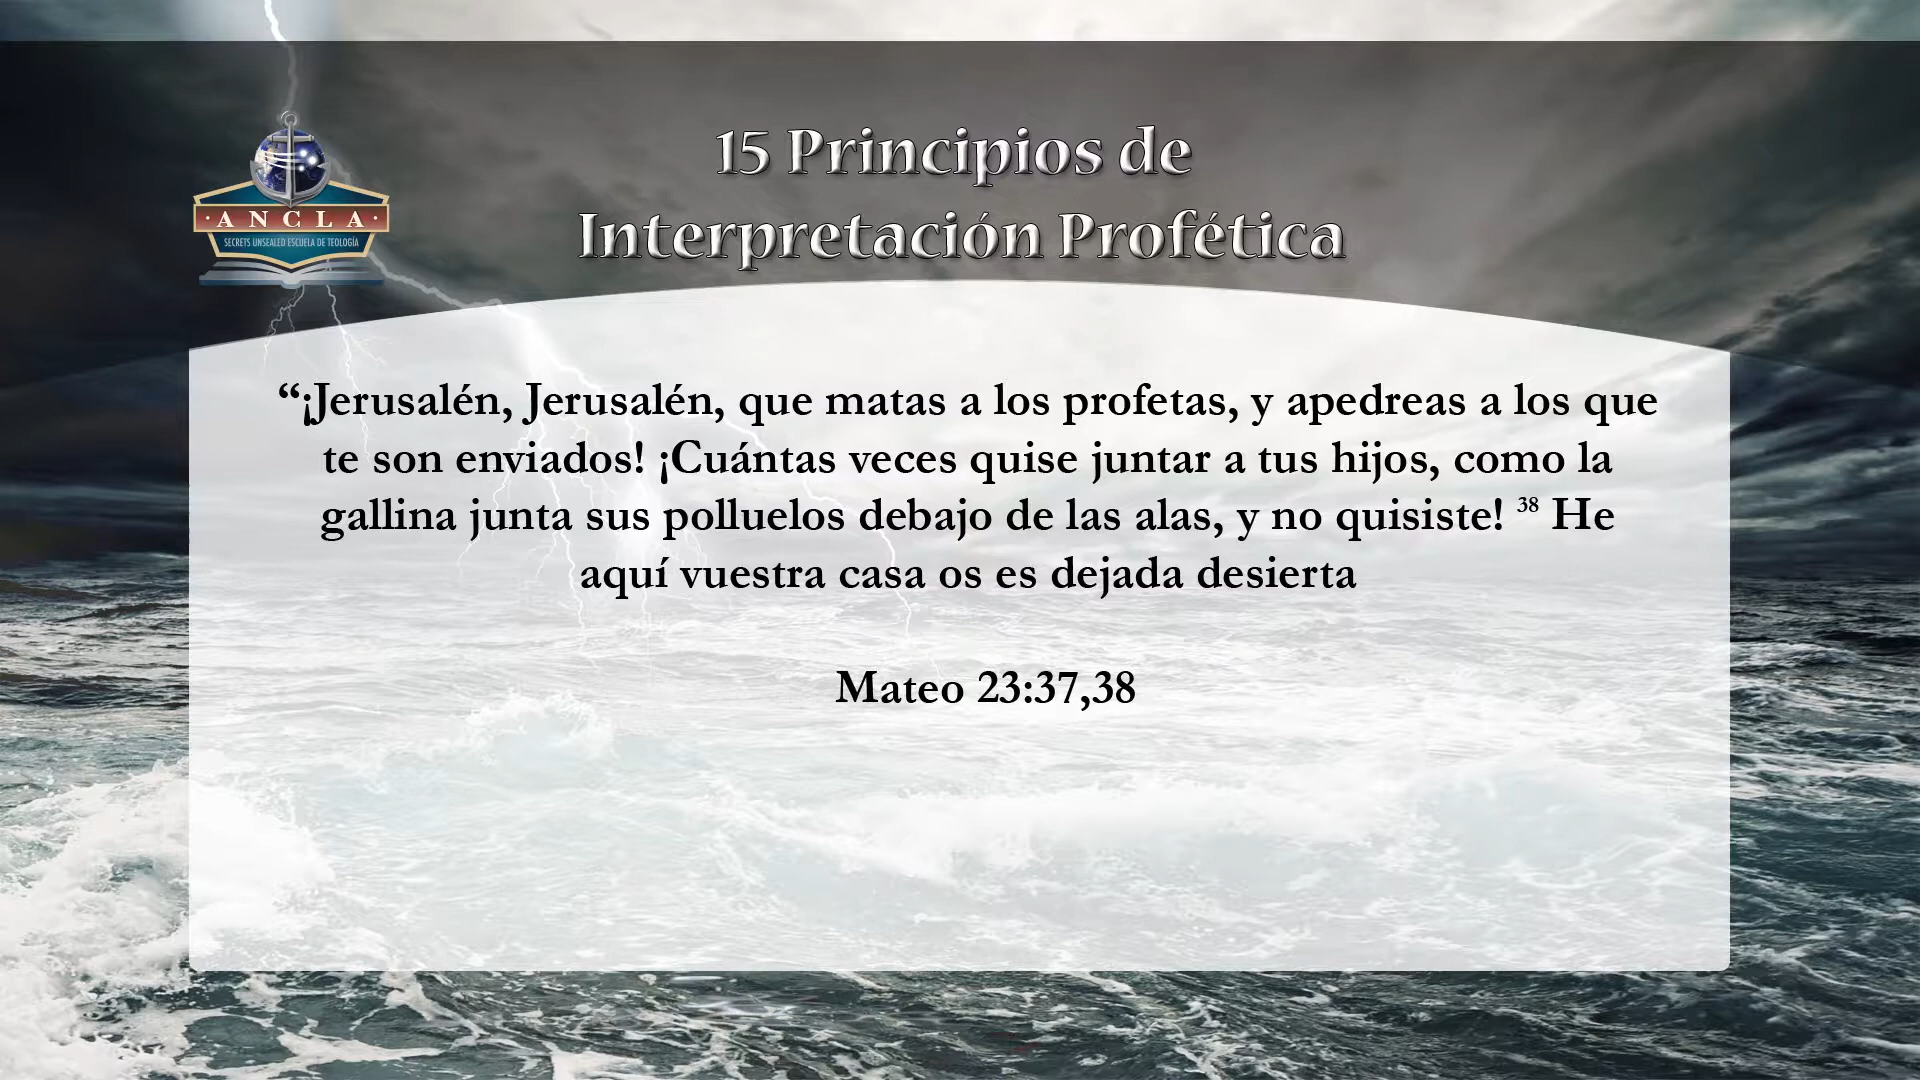 15 Principios de
Interpretación Profética
·ANCLA·
SECRETS UNSEALED ESCUELA DE TEOLOGÍA
“¡Jerusalén, Jerusalén, que matas a los profetas, y apedreas a los que
te son enviados! ¡Cuántas veces quise juntar a tus hijos, como la
gallina junta sus polluelos debajo de las alas, y no quisiste! 38 He
aquí vuestra casa os es dejada desierta
Mateo 23:37,38